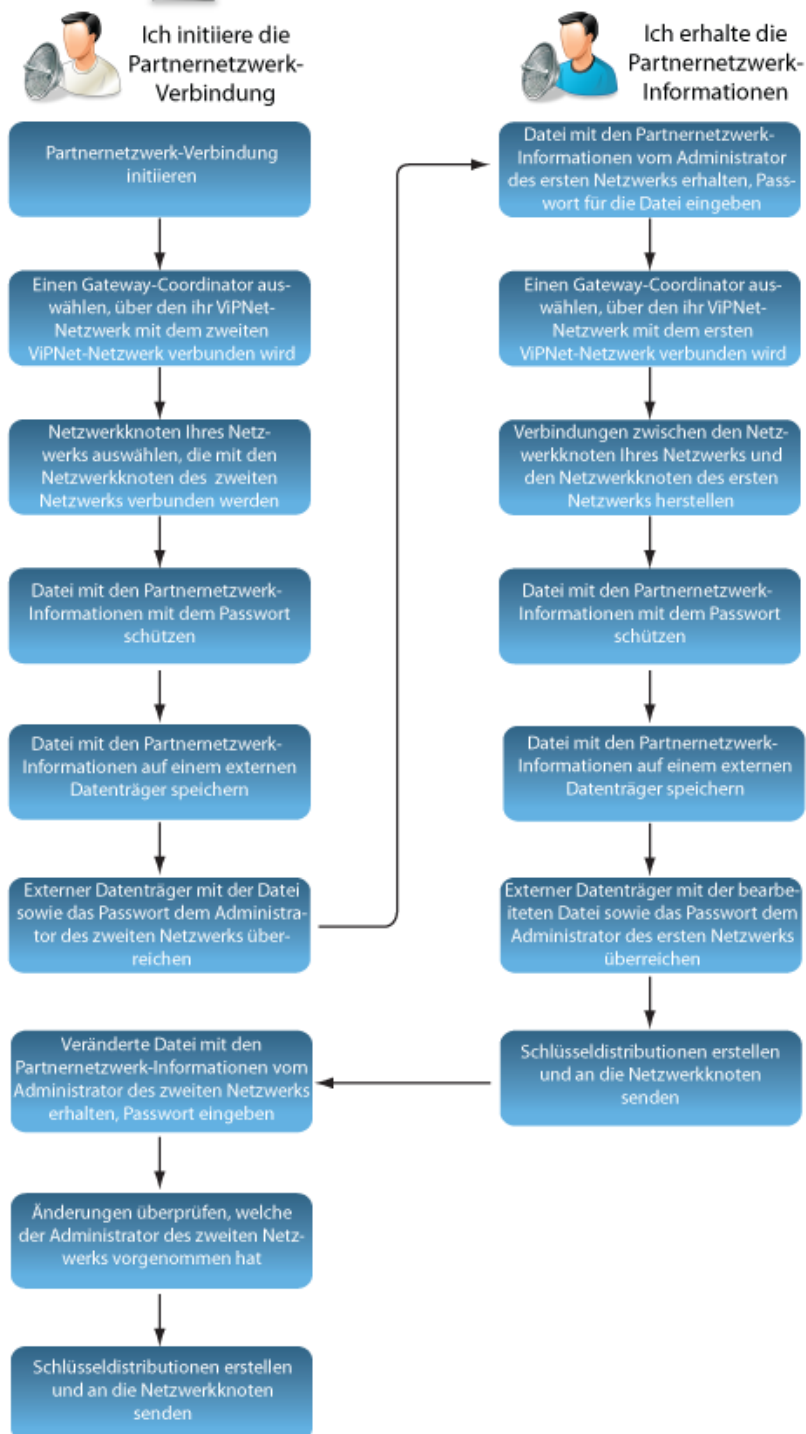 Ich initiiere die
Partnernetzwerk-
Verbindung
Partnernetzwerk-Verbindung
initiieren
Einen Gateway-Coordinator aus-
wählen, über den ihr ViPNet-
Netzwerk mit dem zweiten
ViPNet-Netzwerk verbunden wird
Netzwerkknoten Ihres Netz-
werks auswählen, die mit den
Netzwerkknoten des zweiten
Netzwerks verbunden werden
Datei mit den Partnernetzwerk-
Informationen mit dem Passwort
schützen
Datei mit den Partnernetzwerk-
Informationen auf einem externen
Datenträger speichern
Externer Datenträger mit der Datei
sowie das Passwort dem Administra-
tor des zweiten Netzwerks über-
reichen
Ich erhalte die
Partnernetzwerk-
Informationen
Datei mit den Partnernetzwerk-
Informationen vom Administrator
des ersten Netzwerks erhalten, Pass-
wort für die Datei eingeben
Einen Gateway-Coordinator aus-
wählen, über den ihr ViPNet-
Netzwerk mit dem ersten
ViPNet-Netzwerk verbunden wird
Verbindungen zwischen den Netz-
werkknoten Ihres Netzwerks und
den Netzwerkknoten des ersten
Netzwerks herstellen
Datei mit den Partnernetzwerk-
Informationen mit dem Passwort
schützen
Datei mit den Partnernetzwerk-
Informationen auf einem externen
Datenträger speichern
Externer Datenträger mit der bearbe-
iteten Datei sowie das Passwort dem
Administrator des ersten Netzwerks
überreichen
Schlüsseldistributionen erstellen
und an die Netzwerkknoten
senden
Veränderte Datei mit den
Partnernetzwerk-Informationen vom
Administrator des zweiten Netzwerks
erhalten, Passwort eingeben
Änderungen überprüfen, welche
der Administrator des zweiten Netz-
werks vorgenommen hat
Schlüsseldistributionen erstellen
und an die Netzwerkknoten
senden